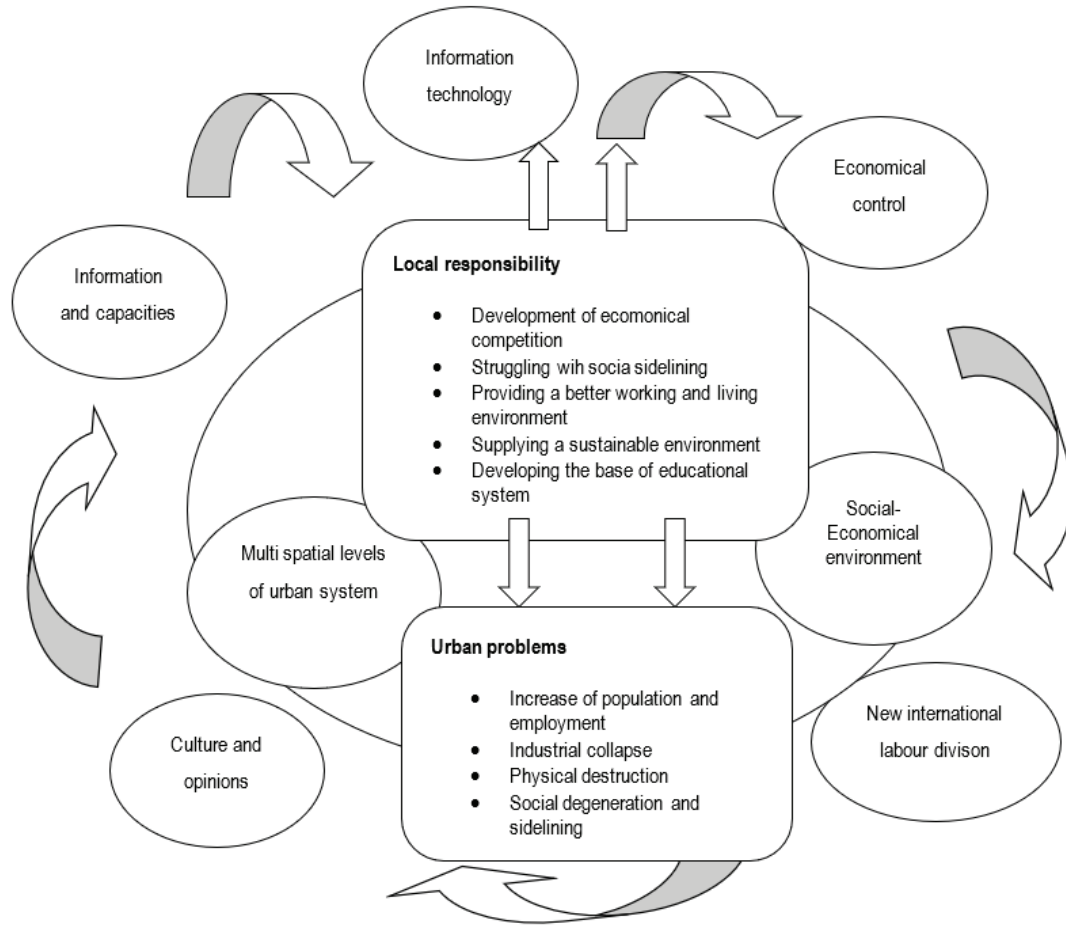 Information
technology
Economical
control
Information
and capacities
Local responsibility
● Development of ecomonical
competition
● Struggling wih socia sidelining
● Providing a better working and living
environment
● Supplying a sustainable environment
● Developing the base of educational
system
Social-
Economical
environment
Multi spatial levels
of urban system
Urban problems
● Increase of population and
employment
● Industrial collapse
● Physical destruction
● Social degeneration and
sidelining
New international
labour divison
Culture and
opinions